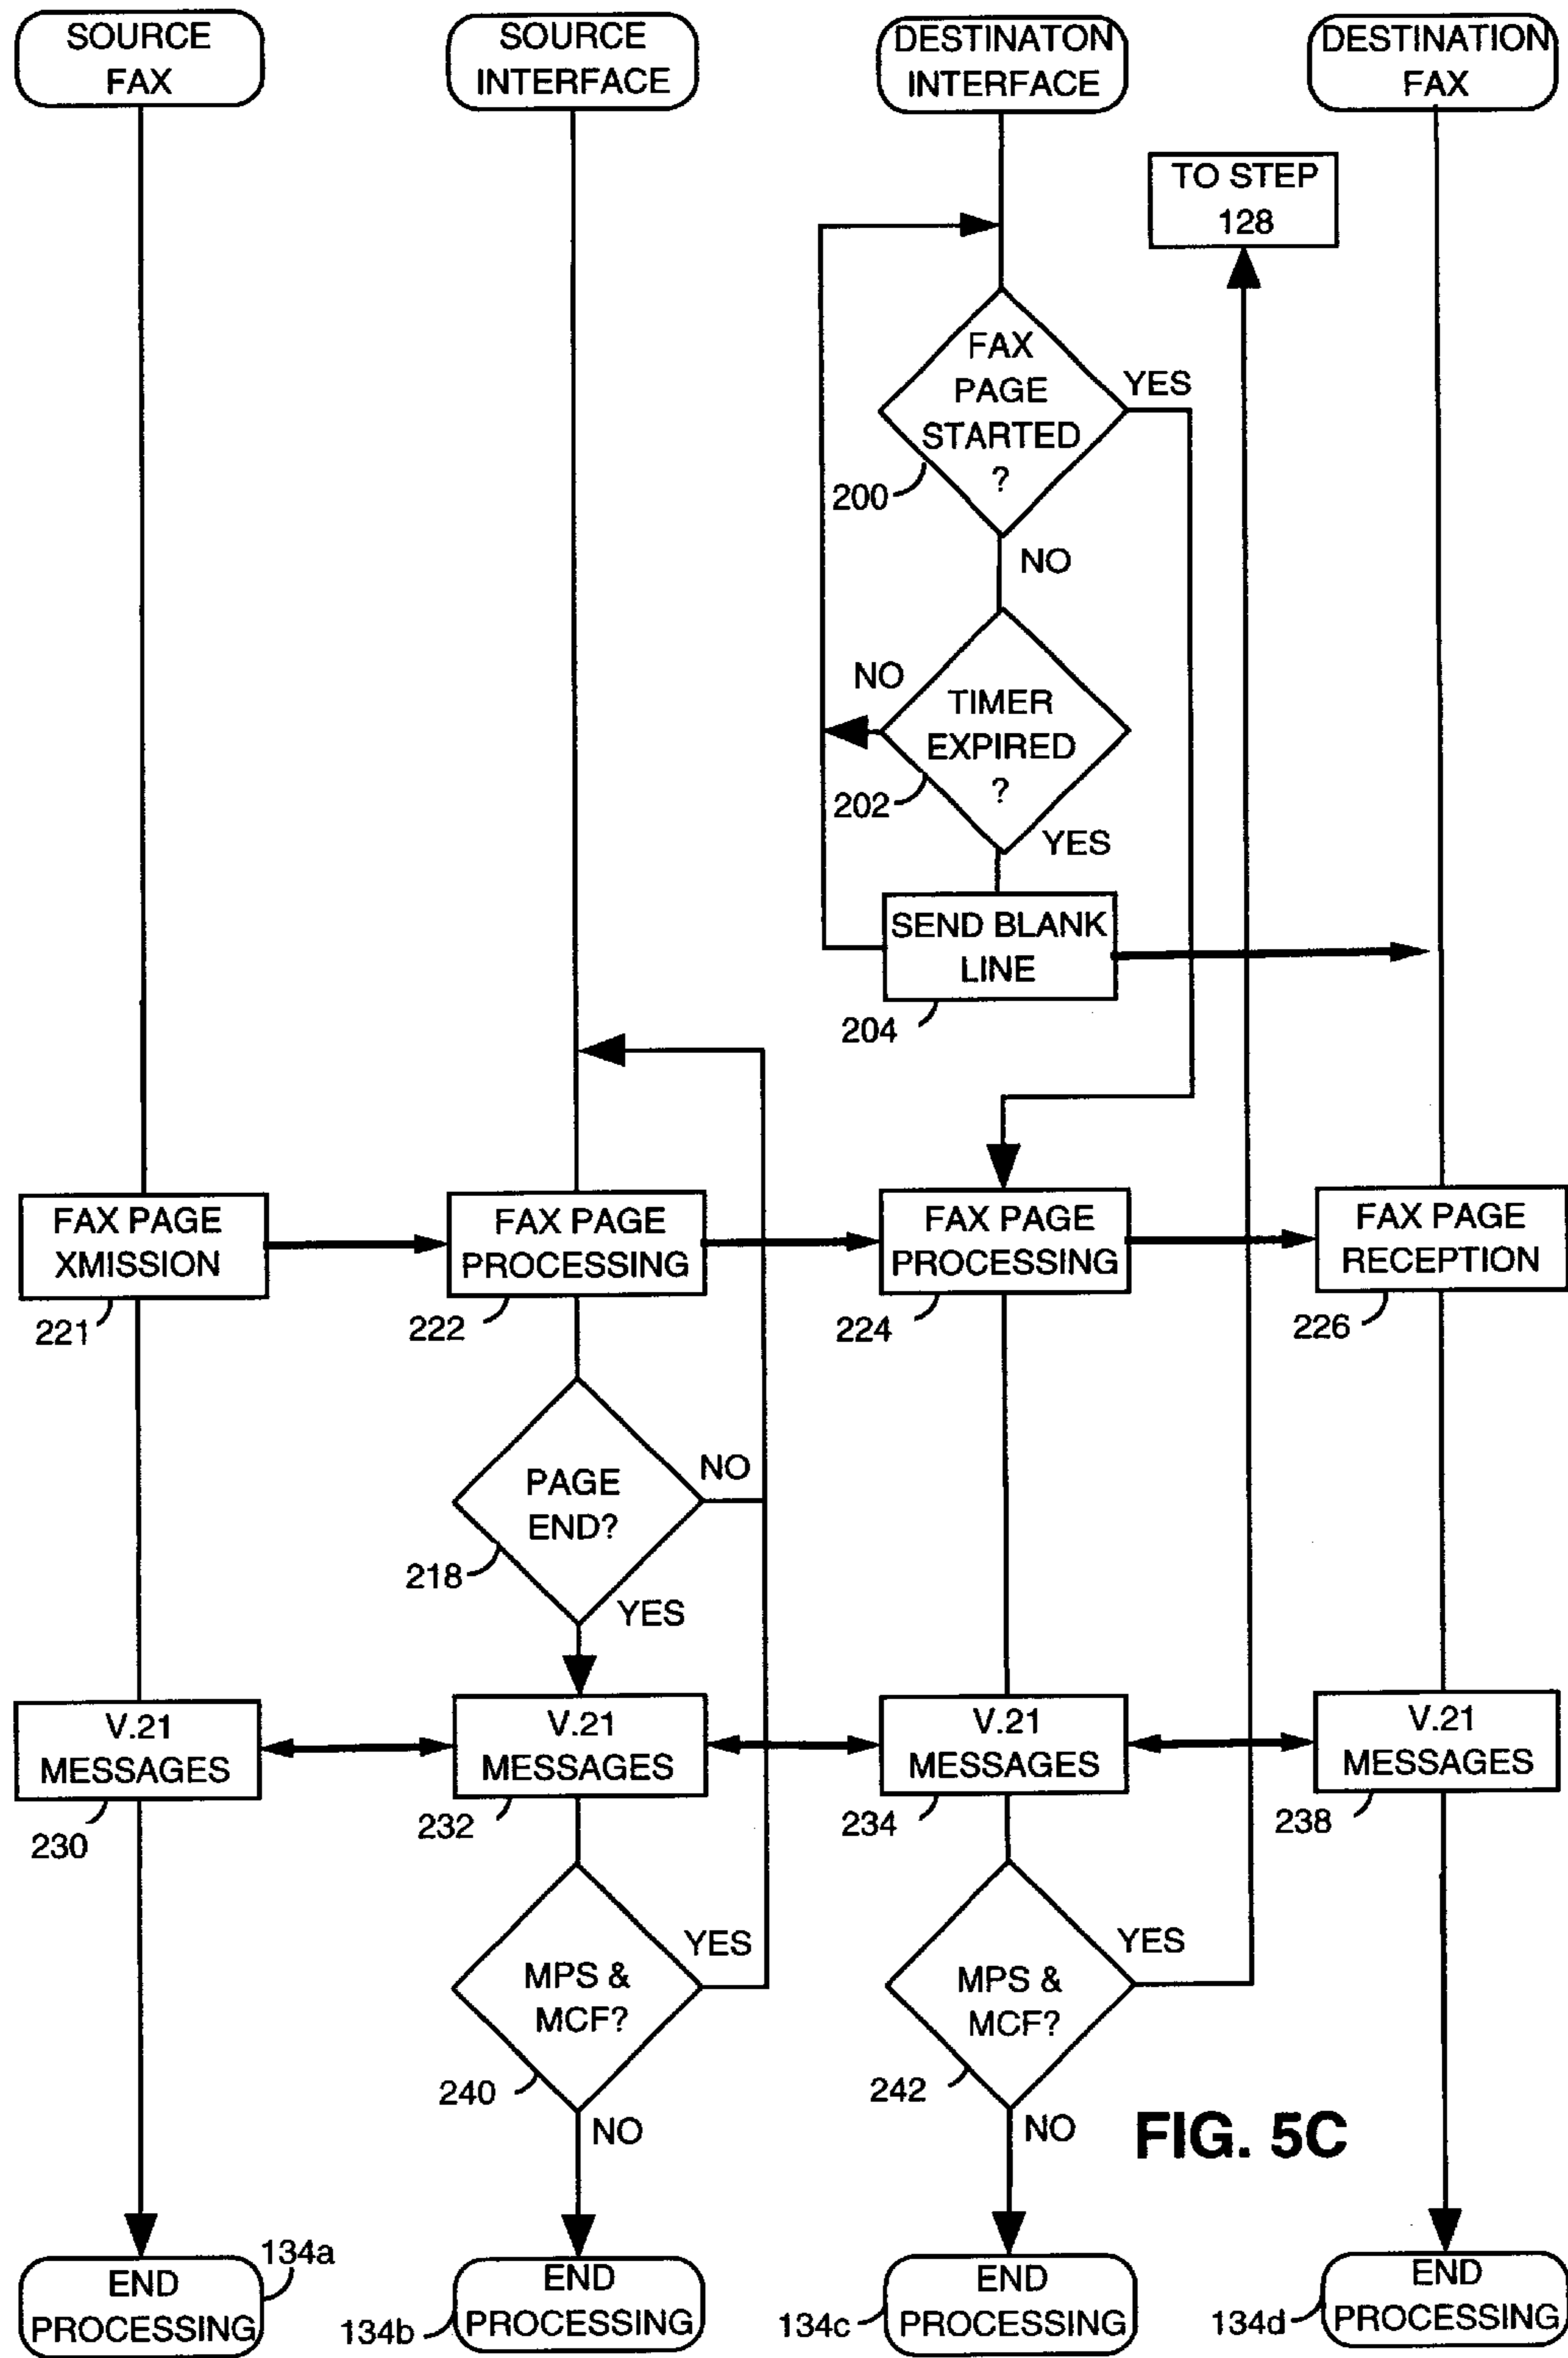 SOURCE
FAX
SOURCE
INTERFACE
DESTINATON
INTERFACE
DESTINATION
FAX
TO STEP
128
FAX
PAGE
STARTED
?
YES
200
NO
NO
TIMER
EXPIRED
?
202
YES
SEND BLANK
LINE
204
FAX PAGE
XMISSION
221
FAX PAGE
PROCESSING
222
FAX PAGE
PROCESSING
224
FAX PAGE
RECEPTION
226
PAGE
END?
NO
218
YES
V.21
MESSAGES
230
V.21
MESSAGES
232
V.21
MESSAGES
234
V.21
MESSAGES
238
MPS &
MCF?
YES
240
NO
MPS &
MCF?
YES
242
NO
FIG. 5C
END
PROCESSING
134a
END
PROCESSING
134b
END
PROCESSING
134c
END
PROCESSING
134d